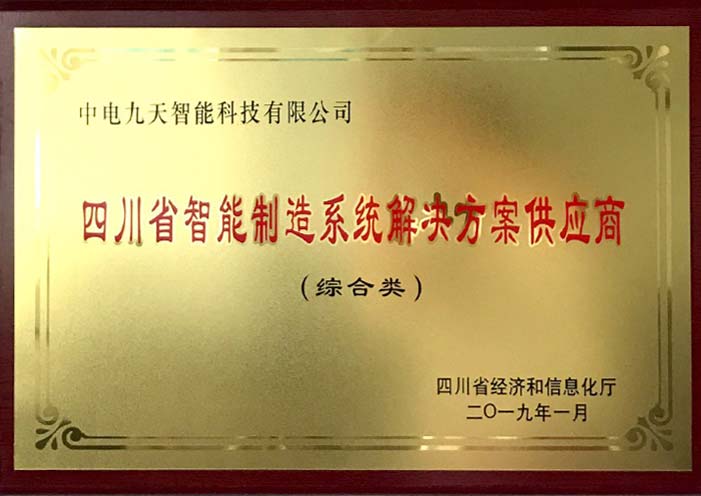 中电九天智能科技有限公司
四川省智能制造系统解决方案供应商
（综合类）
四川省经济和信息化厅
二〇一九年一月